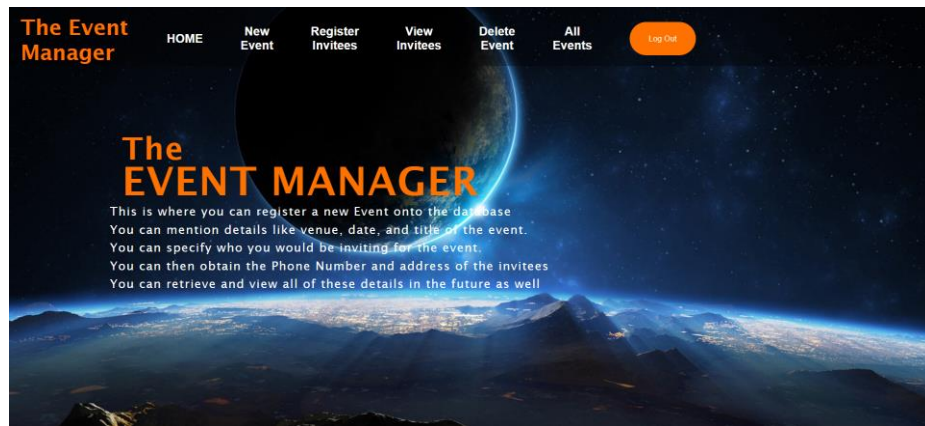 The Event
Manager
HOME
New
Event
Register
Invitees
View
Invitees
Delete
Event
All
Events
Log Out
The
EVENT MANAGER
This is where you can register a new Event onto the database
You can mention details like venue, date, and title of the event.
You can specify who you would be inviting for the event.
You can then obtain the Phone Number and address of the invitees
You can retrieve and view all of these details in the future as well